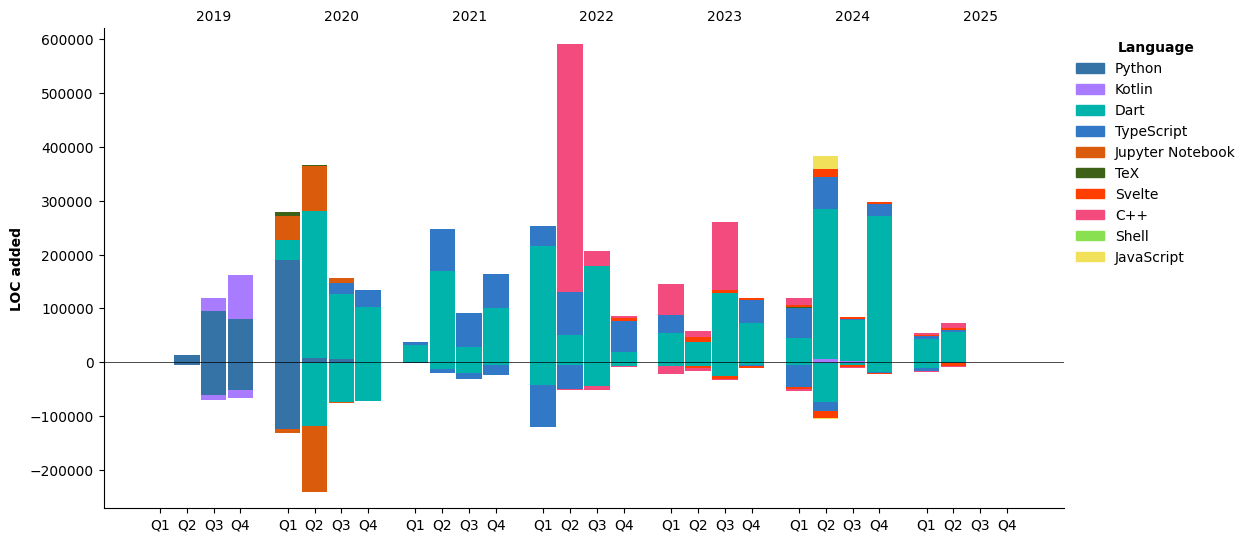 2019 2020 2021 2022 2023 2024 2025
LOC added
600000
500000
400000
300000
200000
100000
0
−100000
−200000
Q1 Q2 Q3 Q4 Q1 Q2 Q3 Q4 Q1 Q2 Q3 Q4 Q1 Q2 Q3 Q4 Q1 Q2 Q3 Q4 Q1 Q2 Q3 Q4 Q1 Q2 Q3 Q4
Language
Python
Kotlin
Dart
TypeScript
Jupyter Notebook
TeX
Svelte
C++
Shell
JavaScript